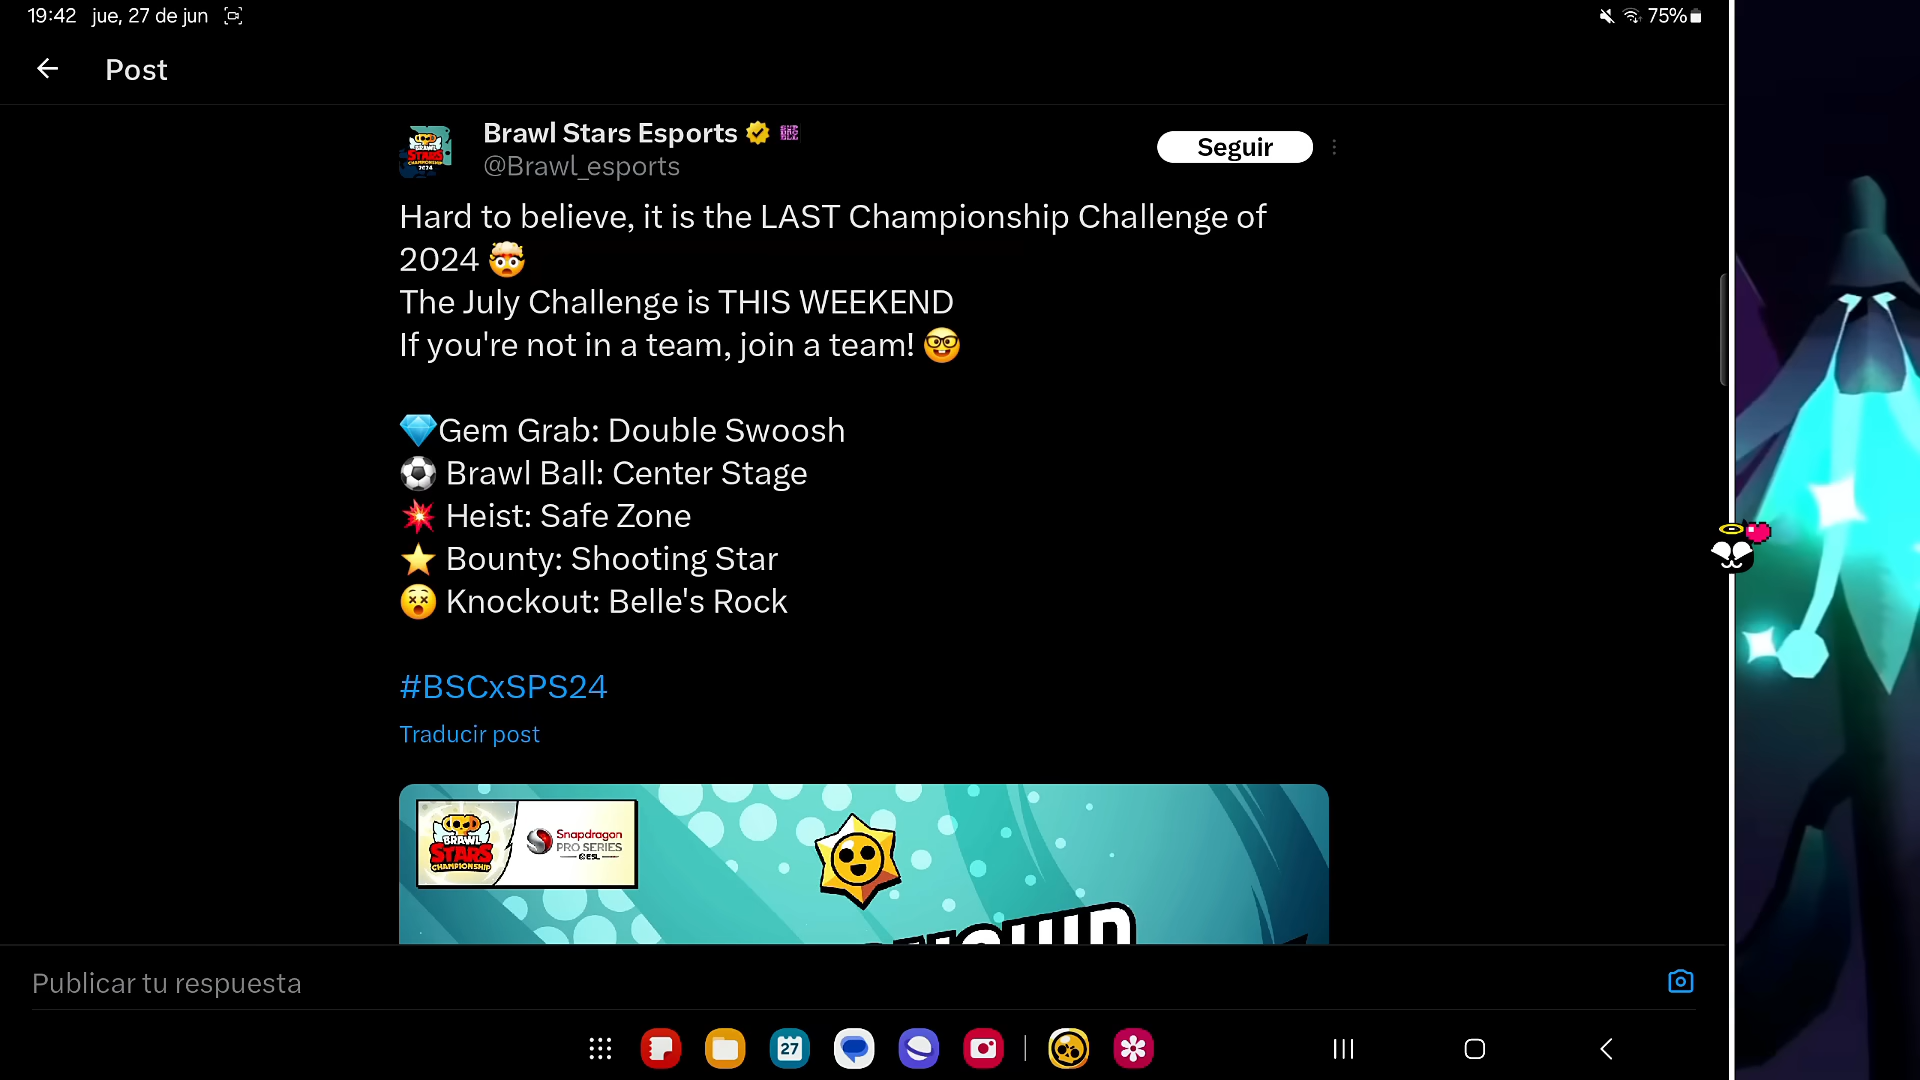 19:42 jue, 27 de jun 75%
Post
Brawl Stars Esports
@Brawl_esports
Seguir
Hard to believe, it is the LAST Championship Challenge of
2024 🤯
The July Challenge is THIS WEEKEND
If you're not in a team, join a team! 🤓
💎Gem Grab: Double Swoosh
⚽ Brawl Ball: Center Stage
💥 Heist: Safe Zone
⭐ Bounty: Shooting Star
😵 Knockout: Belle's Rock
#BSCxSPS24
Traducir post
BRAWL
STARS
CHAMPIONSHIP
Snapdragon
PRO SERIES
ESL
Publicar tu respuesta
27